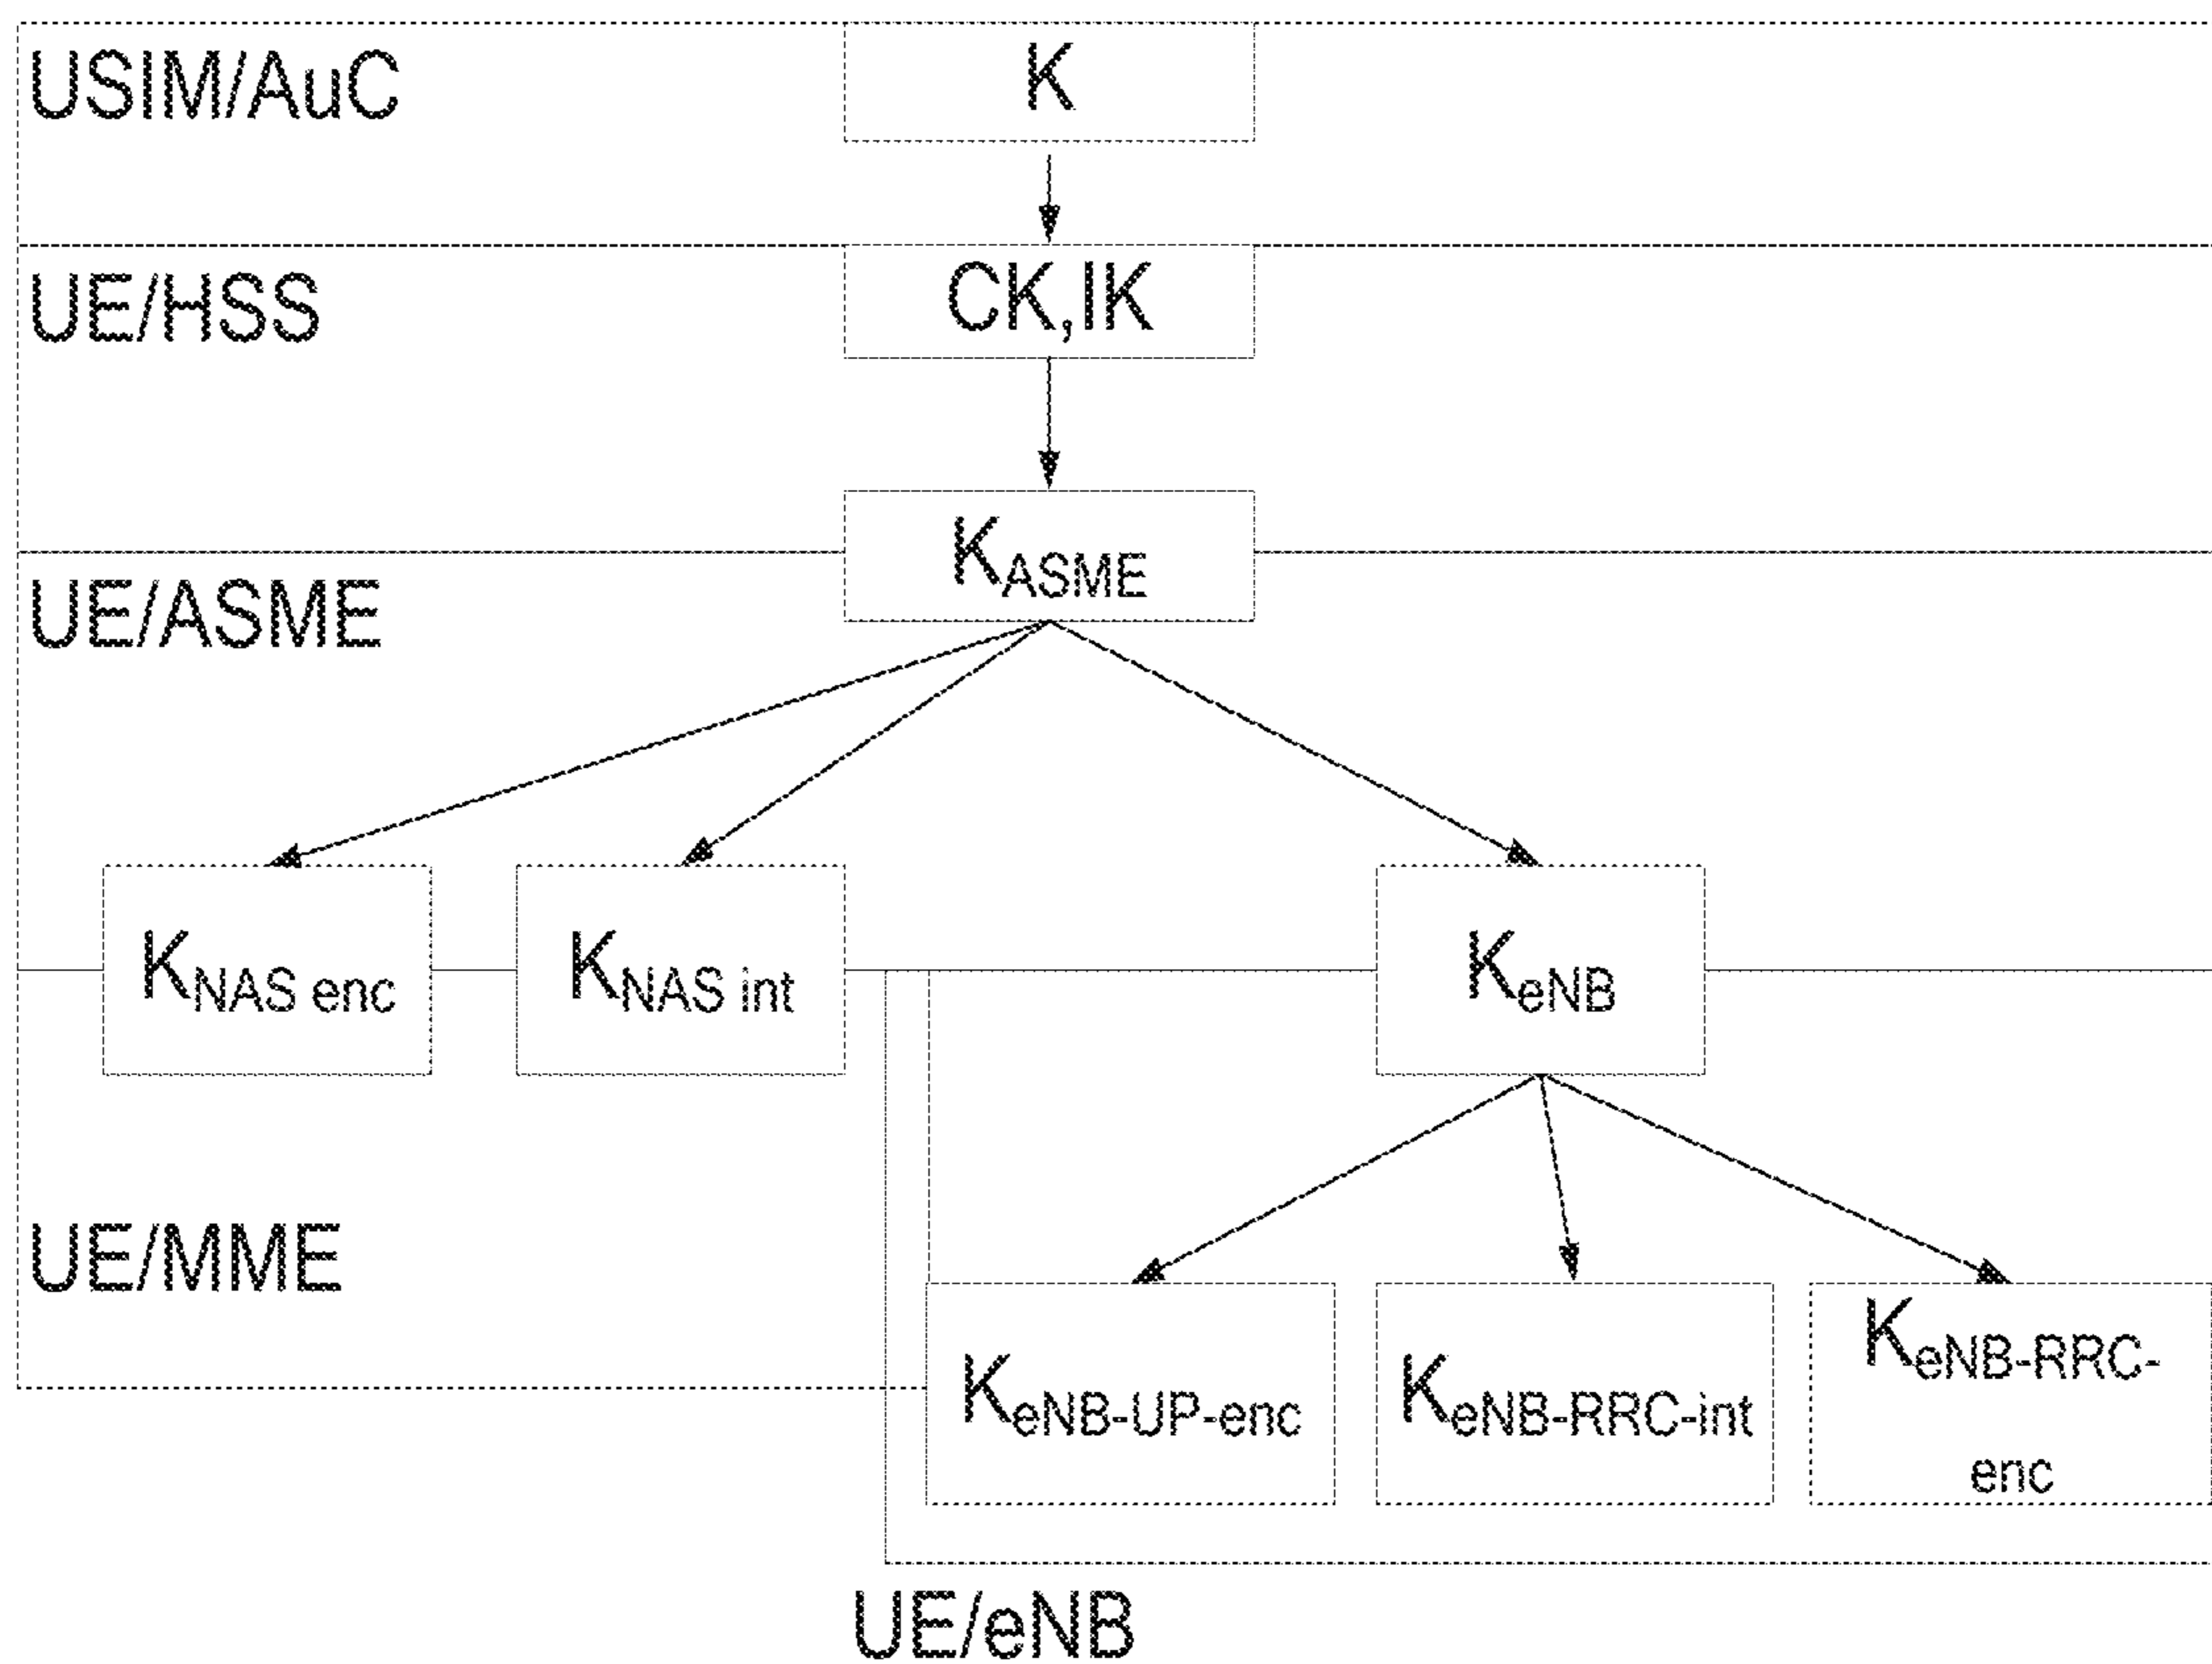 USIM/AuC
K
UE/HSS
CK,IK
KASME
UE/ASME
KNAS enc
KNAS int
KeNB
UE/MME
KeNB-UP-enc
KeNB-RRC-int
KeNB-RRC-
enc
UE/eNB